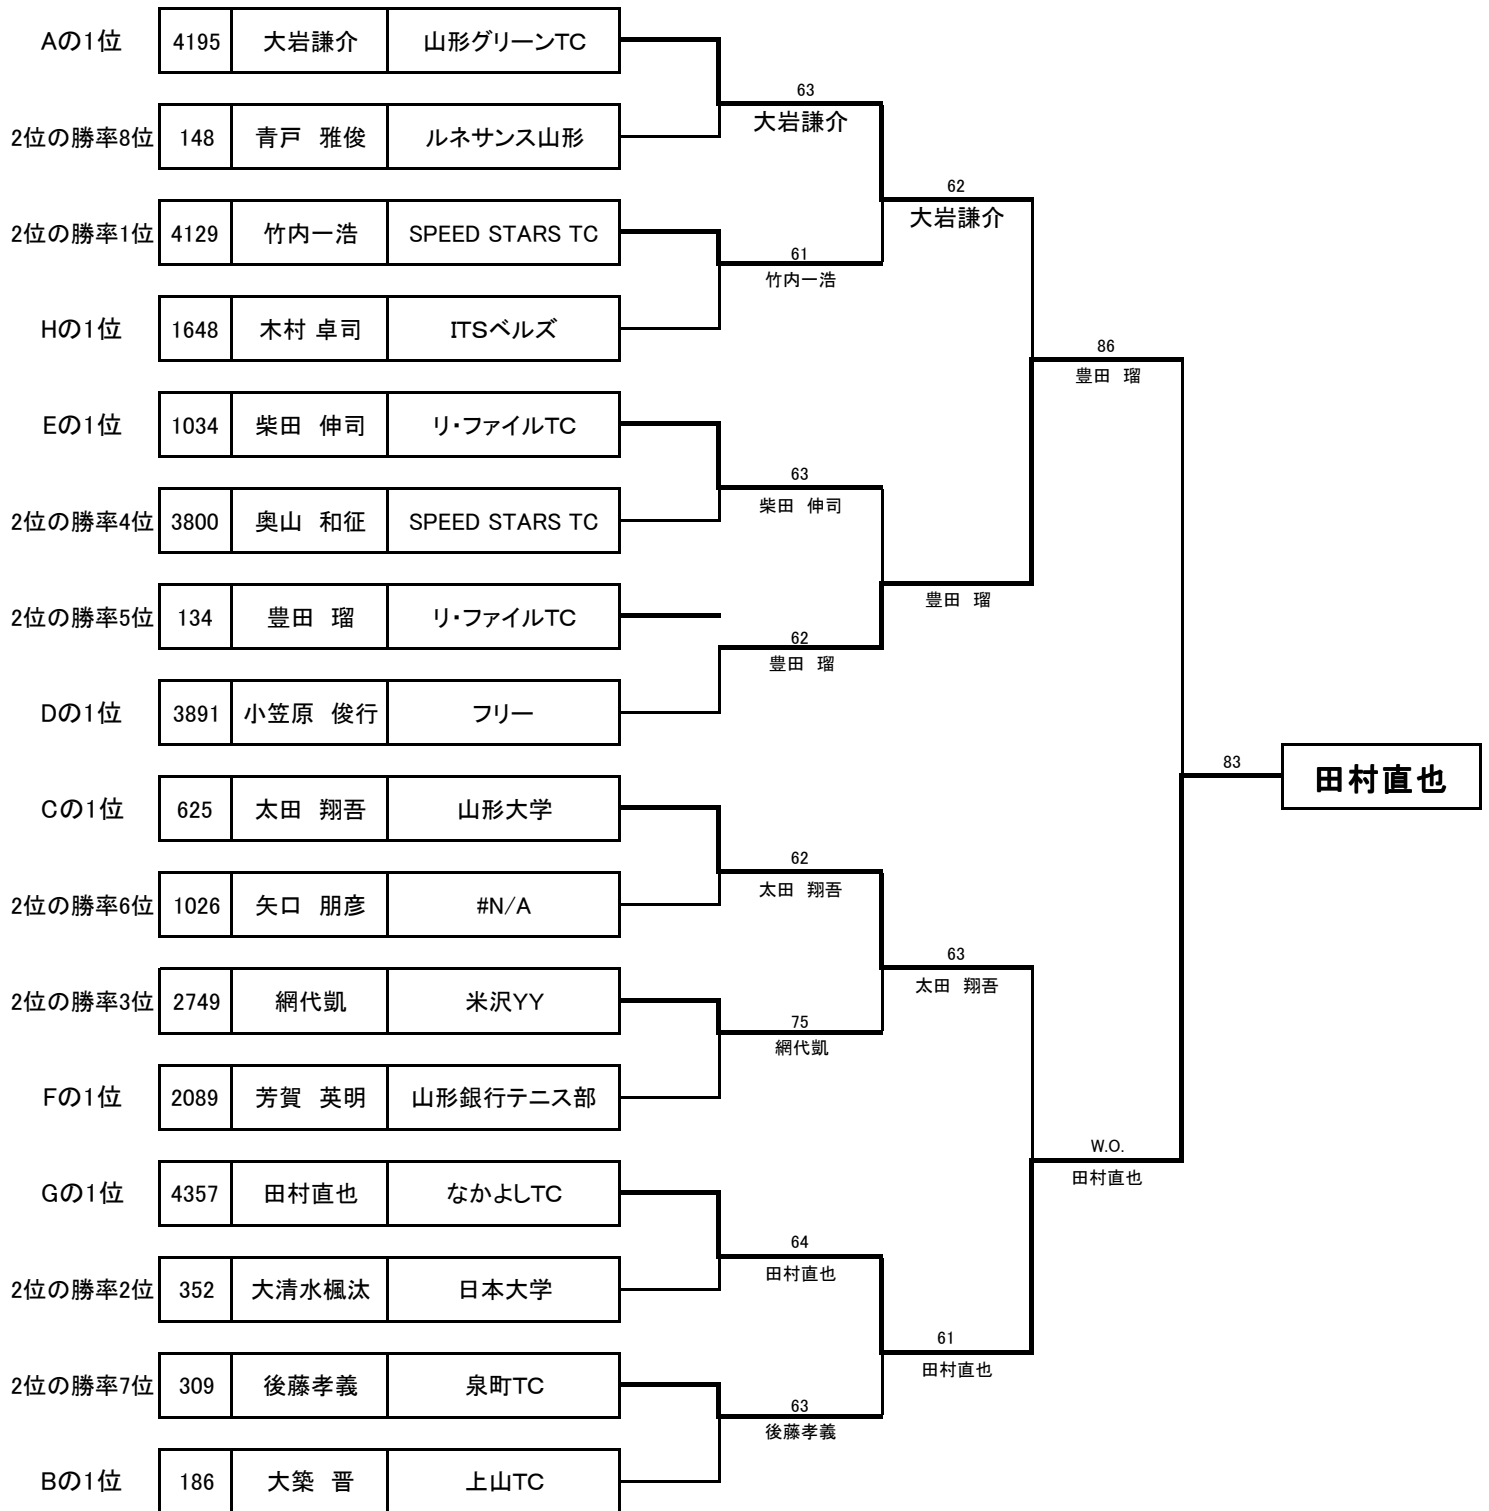 Aの1位 4195 大岩謙介 山形グリーンTC
63
大岩謙介
2位の勝率8位 148 青戸　雅俊 ルネサンス山形
62
大岩謙介
2位の勝率1位 4129 竹内一浩 SPEED STARS TC
61
竹内一浩
Hの1位 1648 木村 卓司 ITSベルズ
86
豊田　瑠
Eの1位 1034 柴田　伸司 リ・ファイルTC
63
柴田　伸司
2位の勝率4位 3800 奥山　和征 SPEED STARS TC
豊田　瑠
2位の勝率5位 134 豊田　瑠 リ・ファイルTC
62
豊田　瑠
Dの1位 3891 小笠原　俊行 フリー
83
田村直也
Cの1位 625 太田　翔吾 山形大学
62
太田　翔吾
2位の勝率6位 1026 矢口　朋彦 #N/A
63
太田　翔吾
2位の勝率3位 2749 網代凱 米沢YY
75
網代凱
Fの1位 2089 芳賀　英明 山形銀行テニス部
W.O.
田村直也
Gの1位 4357 田村直也 なかよしTC
64
田村直也
2位の勝率2位 352 大清水楓汰 日本大学
61
田村直也
2位の勝率7位 309 後藤孝義 泉町TC
63
後藤孝義
Bの1位 186 大築　晋 上山TC